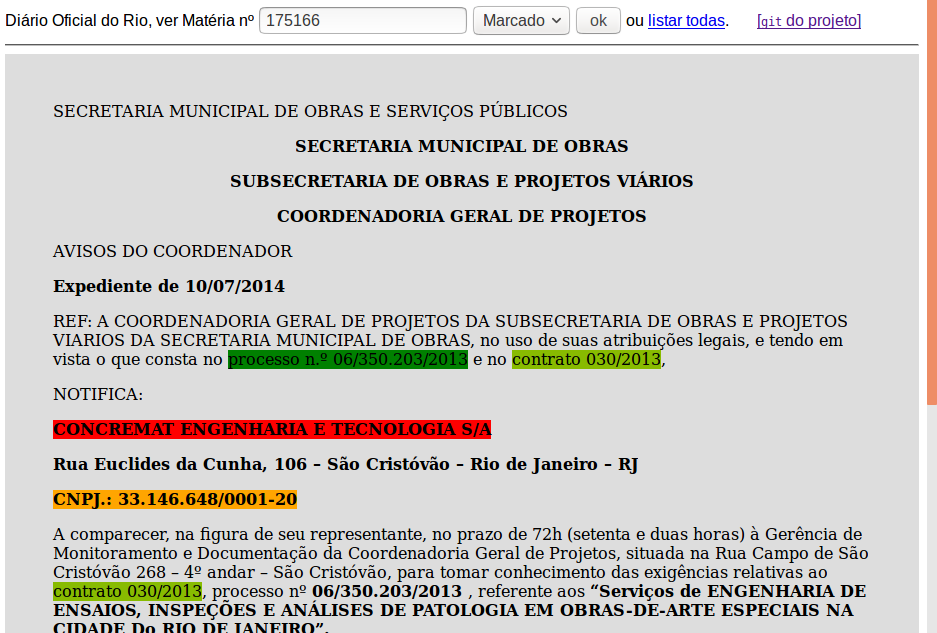 Diário Oficial do Rio, ver Matéria nº 175166 Marcado ok ou listar todas. [git do projeto]
SECRETARIA MUNICIPAL DE OBRAS E SERVIÇOS PÚBLICOS
SECRETARIA MUNICIPAL DE OBRAS
SUBSECRETARIA DE OBRAS E PROJETOS VIÁRIOS
COORDENADORIA GERAL DE PROJETOS
AVISOS DO COORDENADOR
Expediente de 10/07/2014
REF: A COORDENADORIA GERAL DE PROJETOS DA SUBSECRETARIA DE OBRAS E PROJETOS
VIARIOS DA SECRETARIA MUNICIPAL DE OBRAS, no uso de suas atribuições legais, e tendo em
vista o que consta no processo n.º 06/350.203/2013 e no contrato 030/2013,
NOTIFICA:
CONCREMAT ENGENHARIA E TECNOLOGIA S/A
Rua Euclides da Cunha, 106 – São Cristóvão – Rio de Janeiro – RJ
CNPJ.: 33.146.648/0001-20
A comparecer, na figura de seu representante, no prazo de 72h (setenta e duas horas) à Gerência de
Monitoramento e Documentação da Coordenadoria Geral de Projetos, situada na Rua Campo de São
Cristóvão 268 – 4º andar – São Cristóvão, para tomar conhecimento das exigências relativas ao
contrato 030/2013, processo nº 06/350.203/2013 , referente aos “Serviços de ENGENHARIA DE
ENSAIOS, INSPEÇÕES E ANÁLISES DE PATOLOGIA EM OBRAS-DE-ARTE ESPECIAIS NA
CIDADE Do RIO DE JANEIRO”.